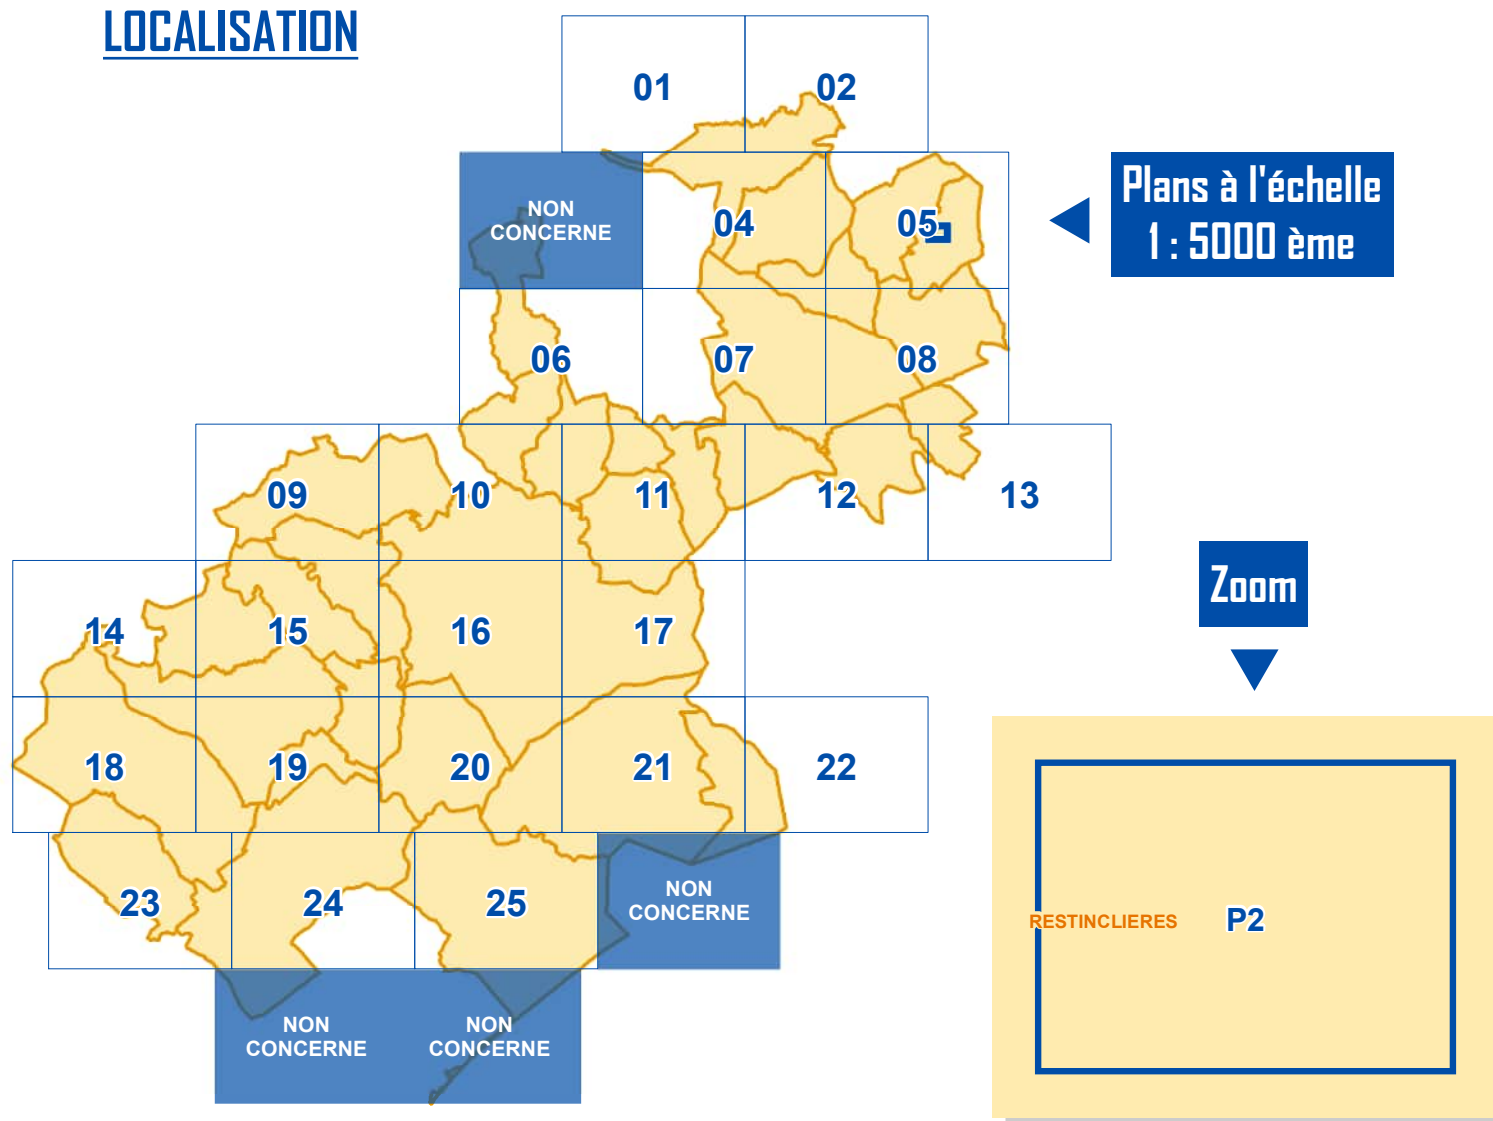 LOCALISATION
01
02
NON
CONCERNE
04
05
Plans à l'échelle
1 : 5000 ème
06
07
08
09
10
11
12
13
14
15
16
17
Zoom
18
19
20
21
22
23
24
25
NON
CONCERNE
RESTINCLIERES
P2
NON
CONCERNE
NON
CONCERNE